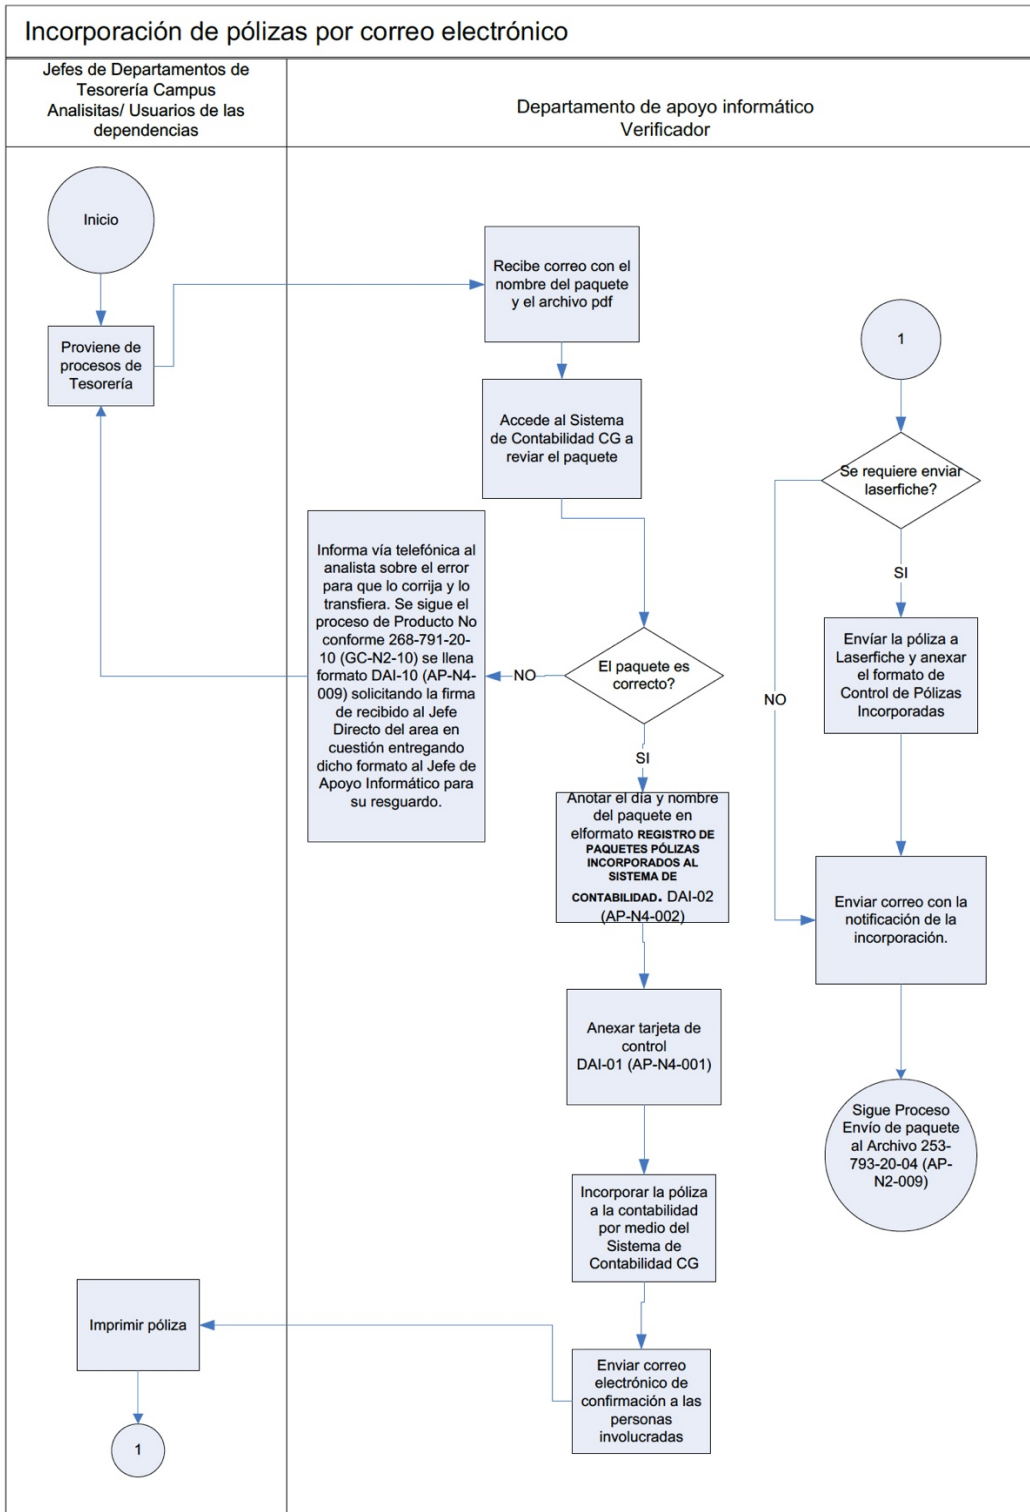 Incorporación de pólizas por correo electrónico
Jefes de Departamentos de
Tesorería Campus
Analisitas/ Usuarios de las
dependencias
Departamento de apoyo informático
Verificador
Inicio
Proviene de
procesos de
Tesorería
Recibe correo con el
nombre del paquete
y el archivo pdf
Accede al Sistema
de Contabilidad CG a
reviar el paquete
El paquete es
correcto?
NO
Informa vía telefónica al
analista sobre el error
para que lo corrija y lo
transfiera. Se sigue el
proceso de Producto No
conforme 268-791-20-
10 (GC-N2-10) se llena
formato DAI-10 (AP-N4-
009) solicitando la firma
de recibido al Jefe
Directo del area en
cuestión entregando
dicho formato al Jefe de
Apoyo Informático para
su resguardo.
SI
Anotar el día y nombre
del paquete en
elformato REGISTRO DE
PAQUETES PÓLIZAS
INCORPORADOS AL
SISTEMA DE
CONTABILIDAD. DAI-02
(AP-N4-002)
Anexar tarjeta de
control
DAI-01 (AP-N4-001)
Incorporar la póliza
a la contabilidad
por medio del
Sistema de
Contabilidad CG
Enviar correo
electrónico de
confirmación a las
personas
involucradas
Imprimir póliza
1
1
Se requiere enviar
laserfiche?
SI
NO
Envíar la póliza a
Laserfiche y anexar
el formato de
Control de Pólizas
Incorporadas
Enviar correo con la
notificación de la
incorporación.
Sigue Proceso
Envío de paquete
al Archivo 253-
793-20-04 (AP-
N2-009)